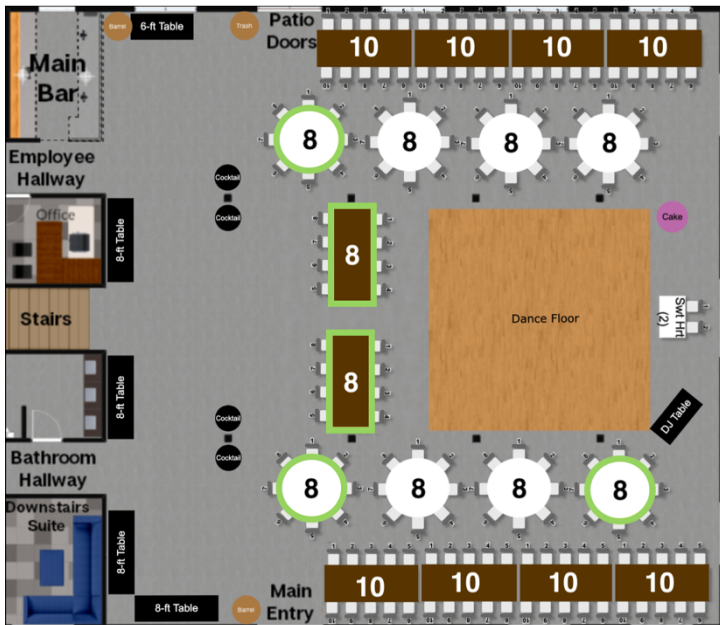 Barrel
6-ft Table
Trash
Patio
Doors
10
10
10
10
Main
Bar
8
8
8
8
Employee
Hallway
Cocktail
Cocktail
Office
8-ft Table
8
Cake
Stairs
Dance Floor
Swt Hrt
(2)
8
8-ft Table
Cocktail
Cocktail
DJ Table
Bathroom
Hallway
8
8
8
8
Downstairs
Suite
8-ft Table
10
10
10
10
Main
Entry
8-ft Table
Barrel